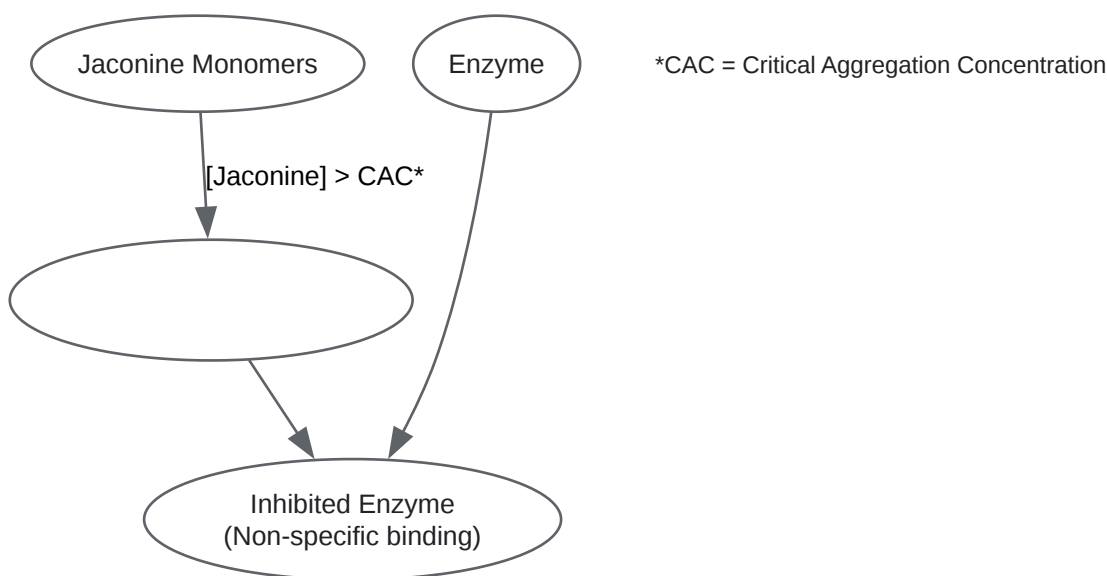 Jaconine Monomers
Enzyme
*CAC = Critical Aggregation Concentration
[Jaconine] > CAC*
Inhibited Enzyme
(Non-specific binding)